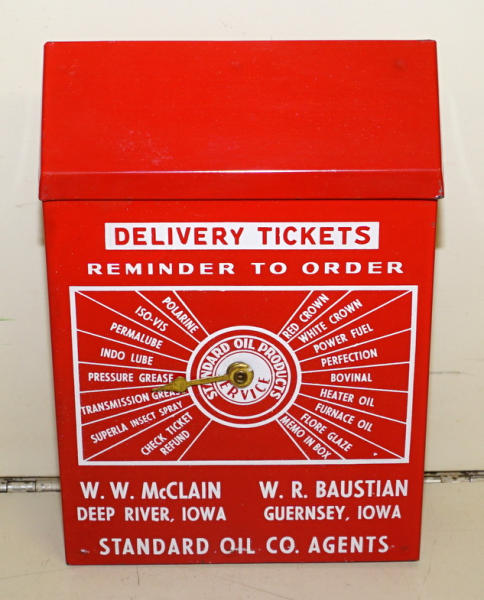 DELIVERY TICKETS
REMINDER TO ORDER
POLARINE
ISO-VIS
PERMALUBE
INDO LUBE
PRESSURE GREASE
TRANSMISSION GREASE
SUPERLA INSECT SPRAY
CHECK TICKET
REFUND
STANDARD OIL PRODUCTS
SERVICE
RED CROWN
WHITE CROWN
POWER FUEL
PERFECTION
BOVINAL
HEATER OIL
FURNACE OIL
FLORE GLAZE
MEMO IN BOX
W. W. McCLAIN
DEEP RIVER, IOWA
W. R. BAUSTIAN
GUERNSEY, IOWA
STANDARD OIL CO. AGENTS